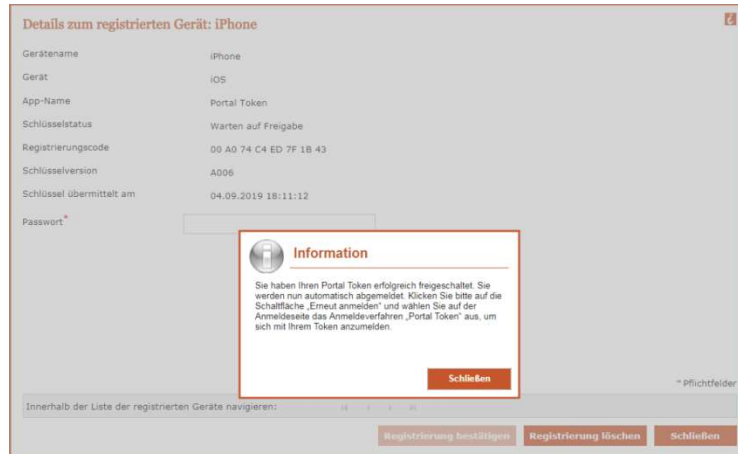 Details zum registrierten Gerät: iPhone
Gerätename iPhone
Gerät iOS
App-Name Portal Token
Schlüsselstatus Warten auf Freigabe
Registrierungscode 00 A0 74 C4 ED 7F 1B 43
Schlüsselversion A006
Schlüssel übermittelt am 04.09.2019 18:11:12
Passwort*
Information
Sie haben Ihren Portal Token erfolgreich freigeschaltet. Sie
werden nun automatisch abgemeldet. Klicken Sie bitte auf die
Schaltfläche „Erneut anmelden“ und wählen Sie auf der
Anmeldeseite das Anmeldeverfahren „Portal Token“ aus, um
sich mit Ihrem Token anzumelden.
Schließen
* Pflichtfelder
Innerhalb der Liste der registrierten Geräte navigieren:
Registrierung bestätigen Registrierung löschen Schließen